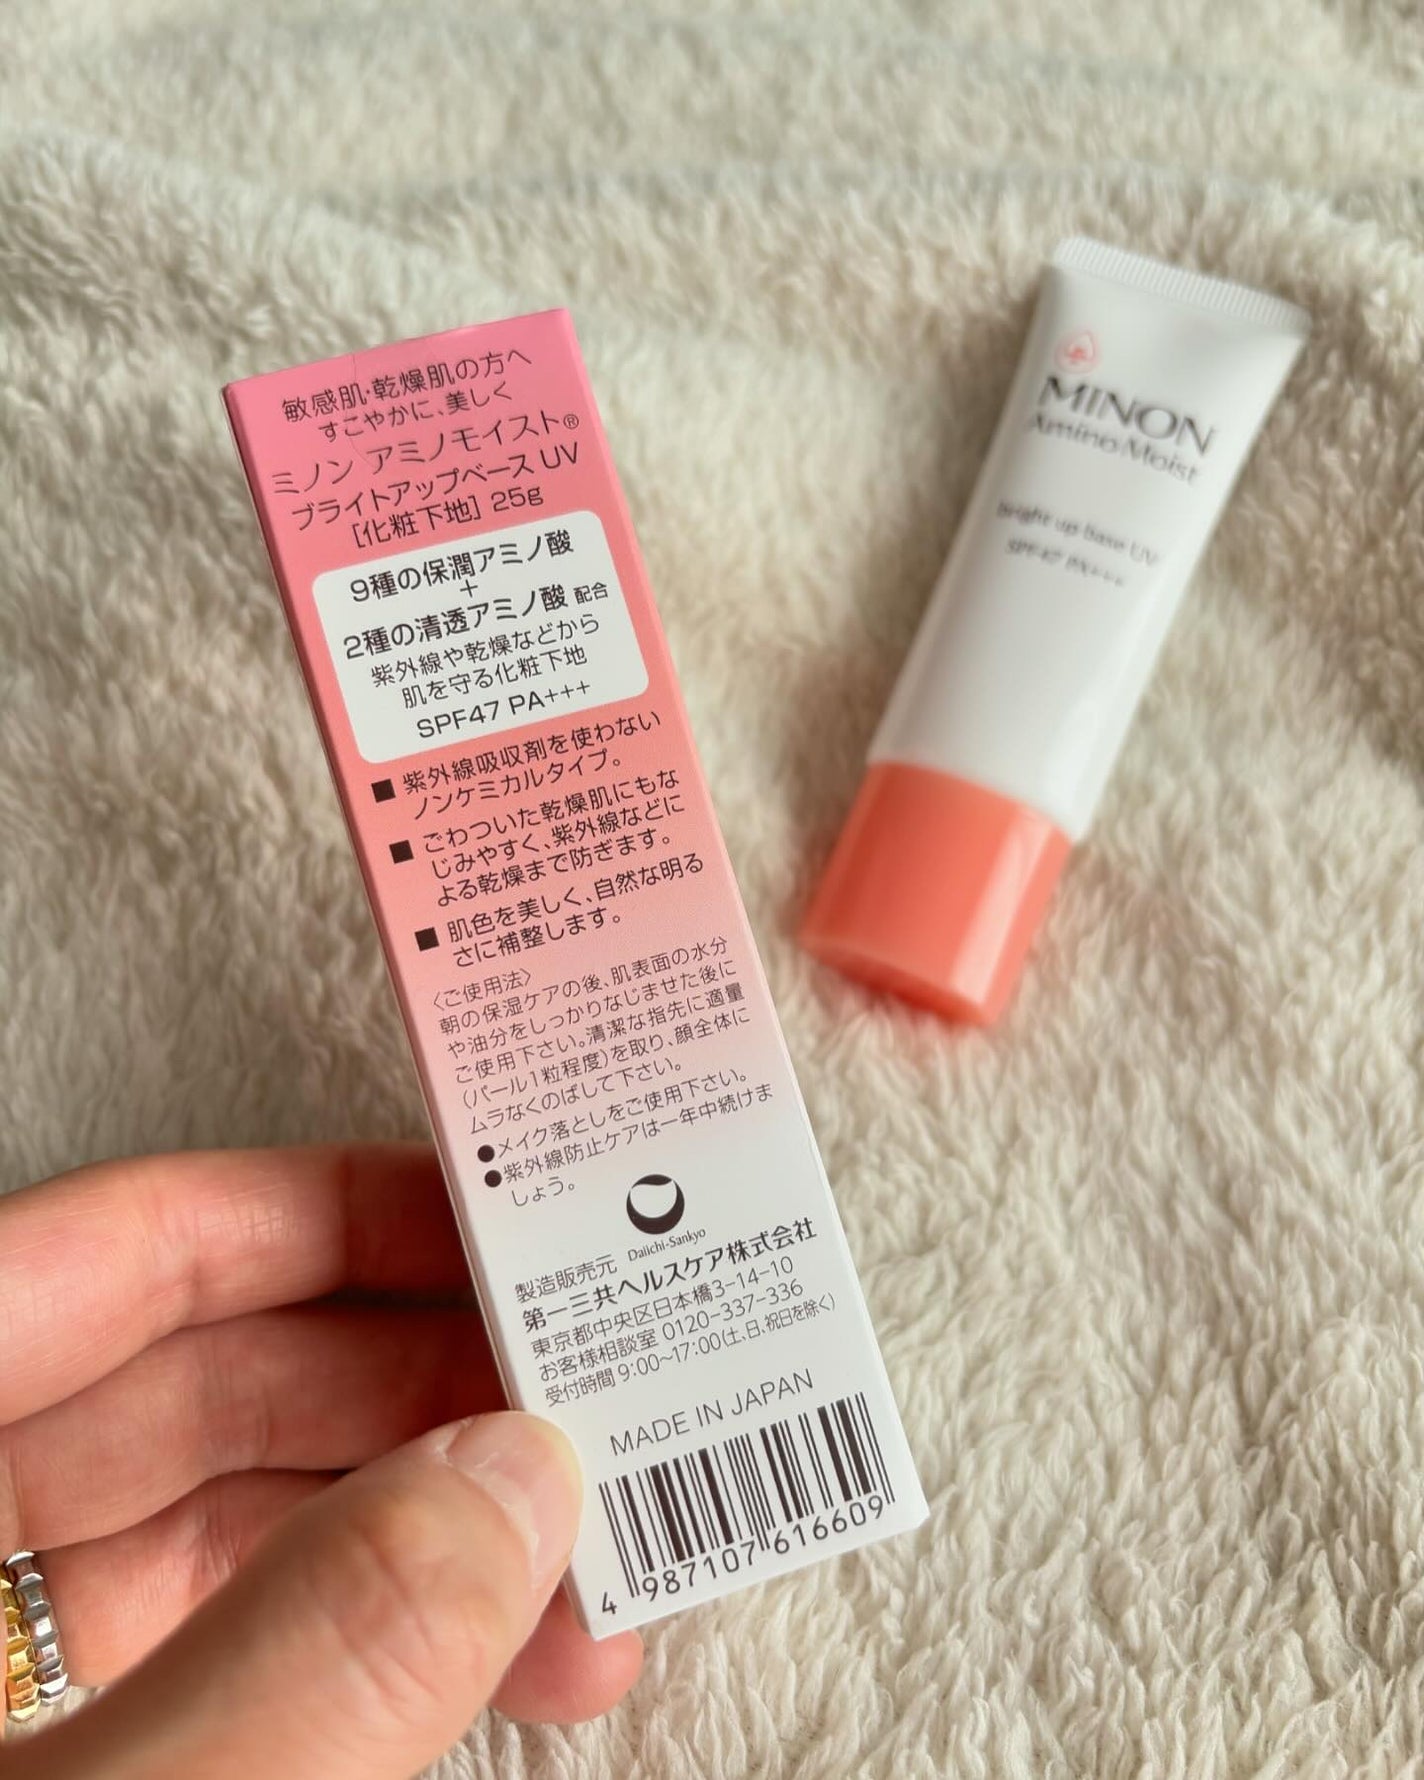 敏感肌・乾燥肌の方へ
すこやかに、美しく
ミノン アミノモイスト®
ブライトアップベース UV
[化粧下地] 25g
9種の保潤アミノ酸
+
2種の清透アミノ酸 配合
紫外線や乾燥などから
肌を守る化粧下地
SPF47 PA+++
■ 紫外線吸収剤を使わない
ノンケミカルタイプ。
■ ごわついた乾燥肌にもな
じみやすく、紫外線などに
よる乾燥まで防ぎます。
■ 肌色を美しく、自然な明る
さに補整します。
〈ご使用法〉
朝の保湿ケアの後、肌表面の水分
や油分をしっかりなじませた後に
ご使用下さい。清潔な指先に適量
(パール1粒程度)を取り、顔全体に
ムラなくのばして下さい。
●メイク落としをご使用下さい。
●紫外線防止ケアは一年中続けま
しょう。
Daiichi-Sankyo
製造販売元
第一三共ヘルスケア株式会社
東京都中央区日本橋3-14-10
お客様相談室 0120-337-336
受付時間 9:00~17:00(土、日、祝日を除く)
MADE IN JAPAN
4 987107 616609
MINON
Amino Moist
Bright up base UV
SPF47 PA+++